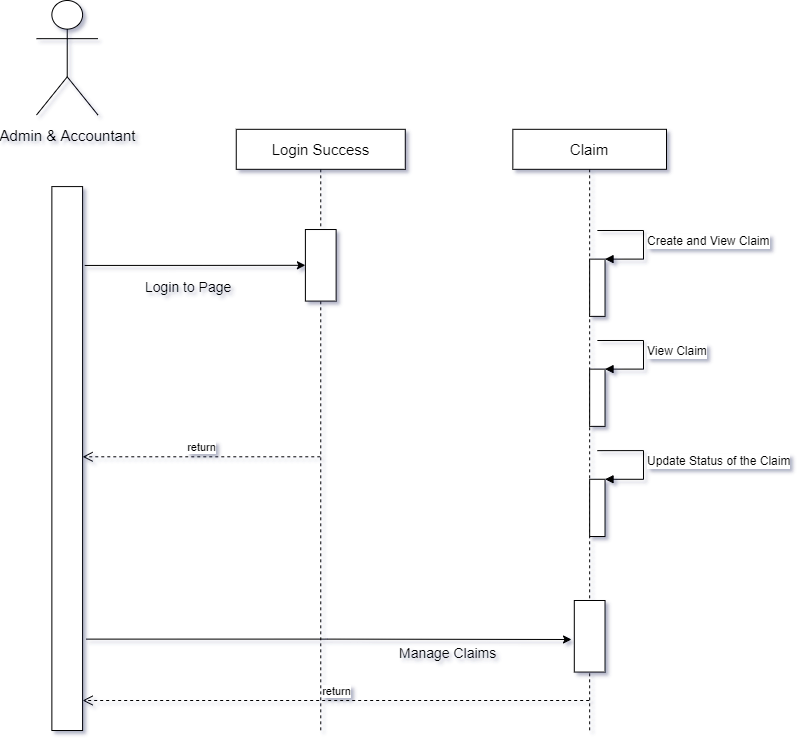 Admin & Accountant
Login Success
Claim
Create and View Claim
Login to Page
View Claim
return
Update Status of the Claim
Manage Claims
return